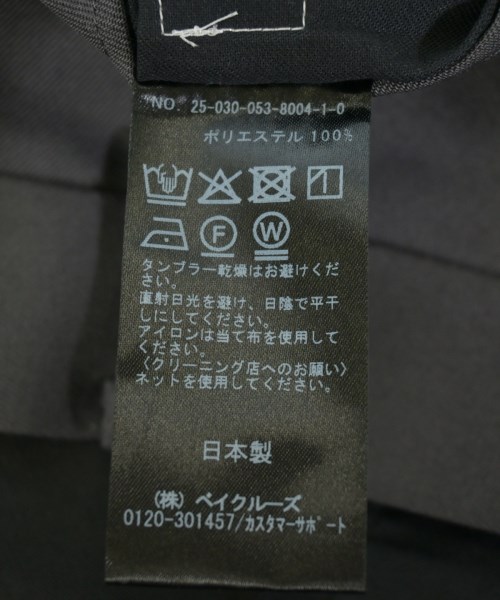 NO. 25-030-053-8004-1-0
ポリエステル 100%
F W
タンブラー乾燥はお避けくだ
さい。
直射日光を避け、日陰で平干
しにしてください。
アイロンは当て布を使用して
ください。
〈クリーニング店へのお願い〉
ネットを使用してください。
日本製
(株) ベイクルーズ
0120-301457/カスタマーサポート